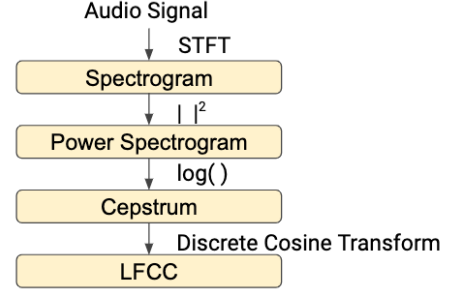 Audio Signal
STFT
Spectrogram
| |²
Power Spectrogram
log( )
Cepstrum
Discrete Cosine Transform
LFCC